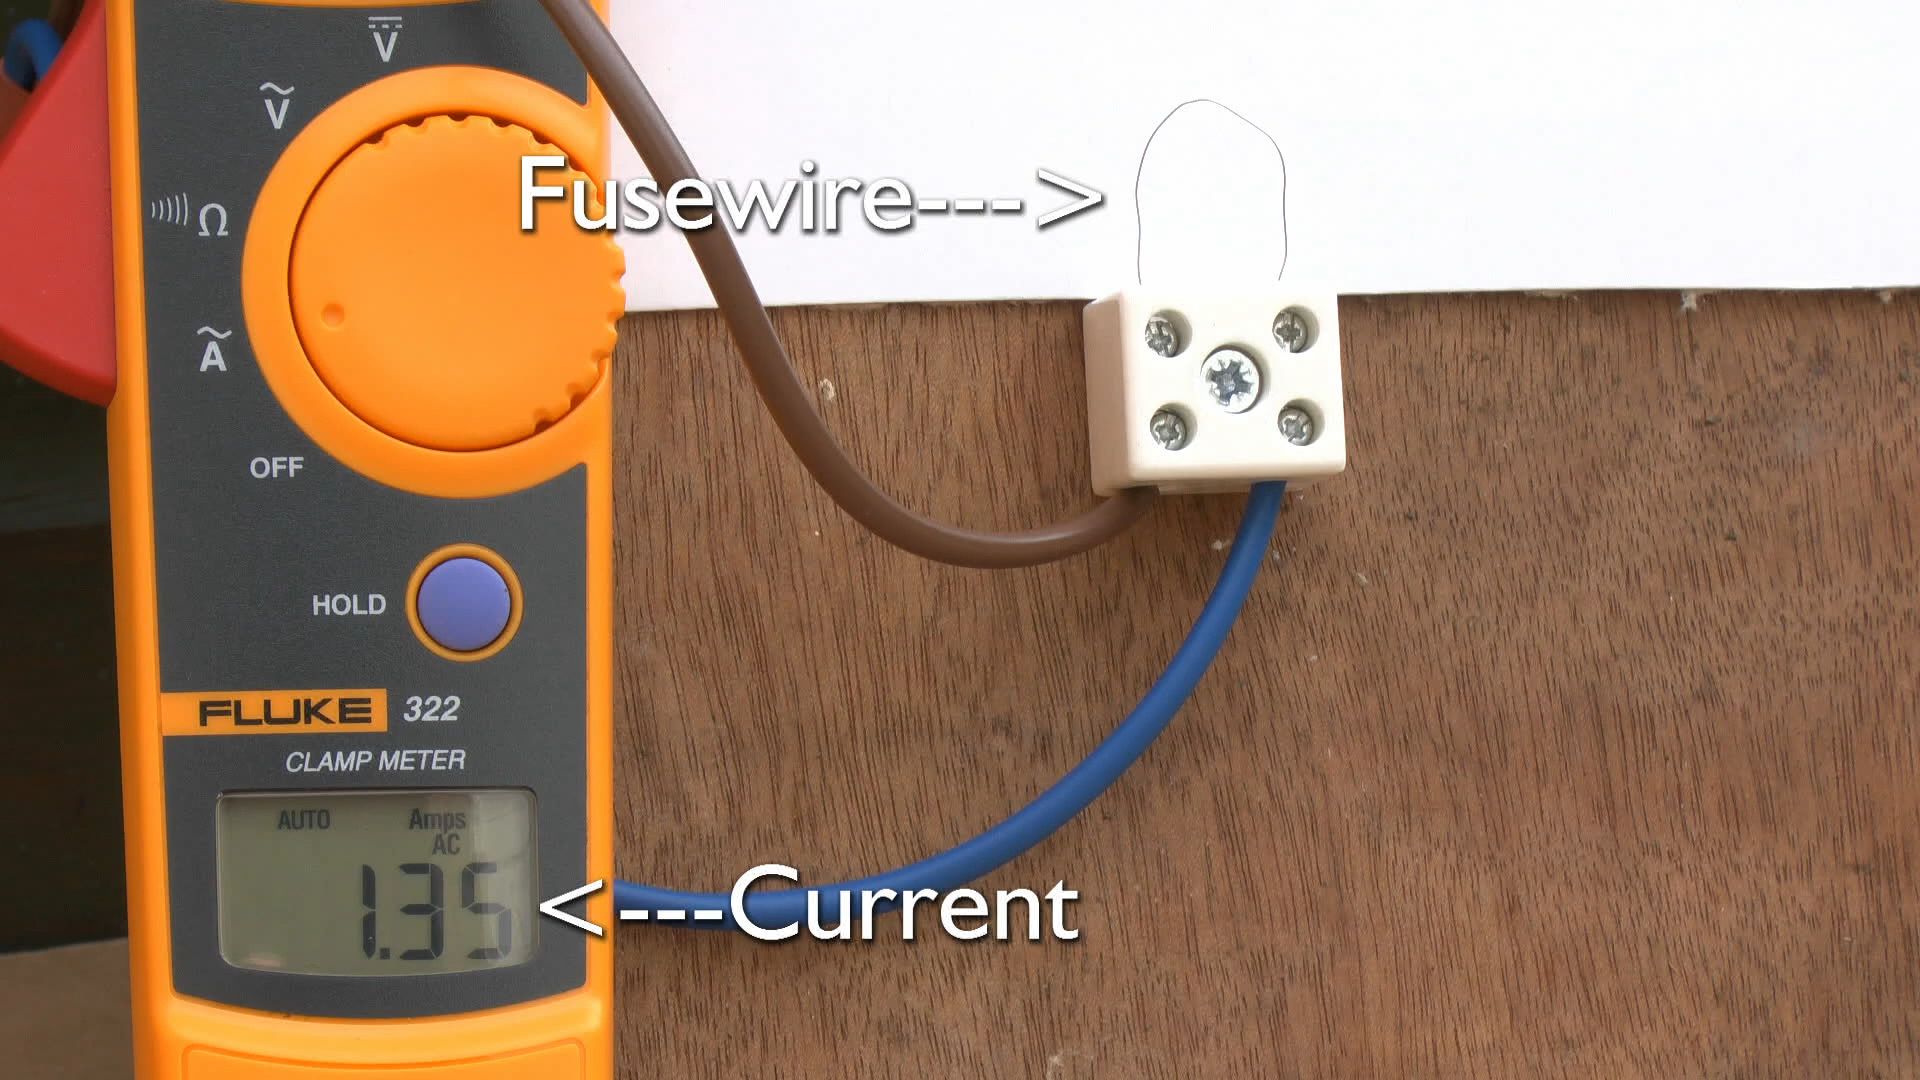 V
V
Ω
A
OFF
HOLD
FLUKE 322
CLAMP METER
AUTO Amps
AC
1.35
Fusewire--->
<---Current